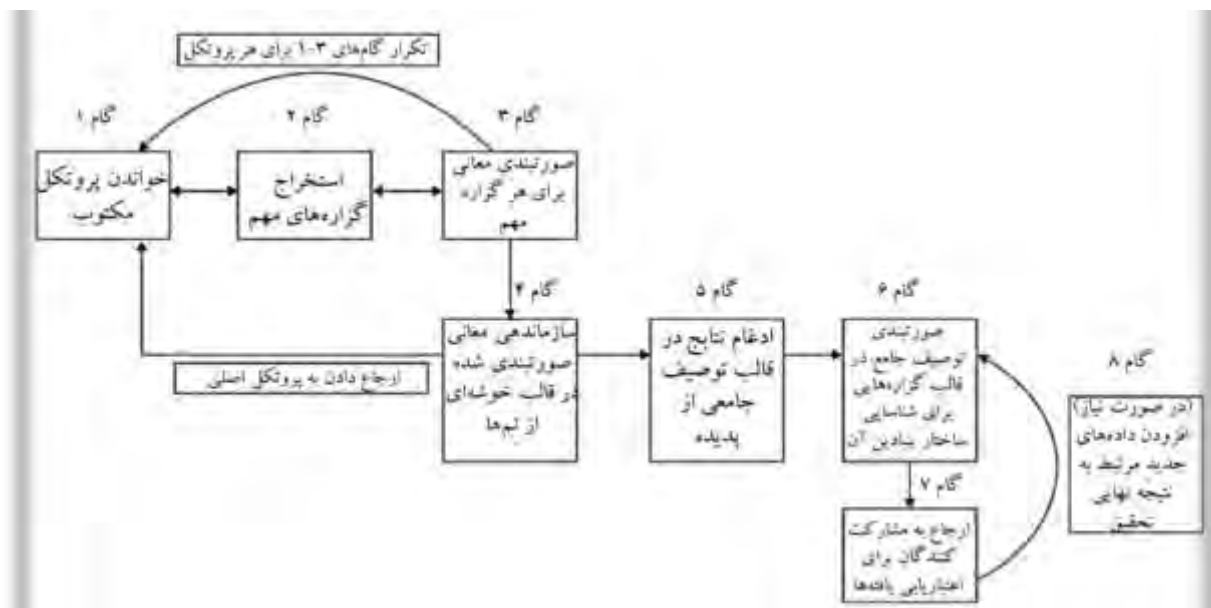 تکرار گام‌های ۳-۱ برای هر پروتکل
گام ۱
خواندن پروتکل
مکتوب
گام ۲
استخراج
گزاره‌های مهم
گام ۳
صورتبندی معانی
برای هر گزاره
مهم
گام ۴
سازماندهی معانی
صورتبندی شده
در قالب خوشه‌ای
از تم‌ها
ارجاع دادن به پروتکل اصلی
گام ۵
ادغام نتایج در
قالب توصیف
جامعی از
پدیده
گام ۶
صورتبندی
توصیف جامع در
قالب گزاره‌هایی
برای شناسایی
ساختار بنادین آن
گام ۷
ارجاع به مشارکت
کنندگان برای
اعتباریابی یافته‌ها
گام ۸
(در صورت نیاز)
افزودن داده‌های
جدید مرتبط به
نتیجه نهایی
تحقیق